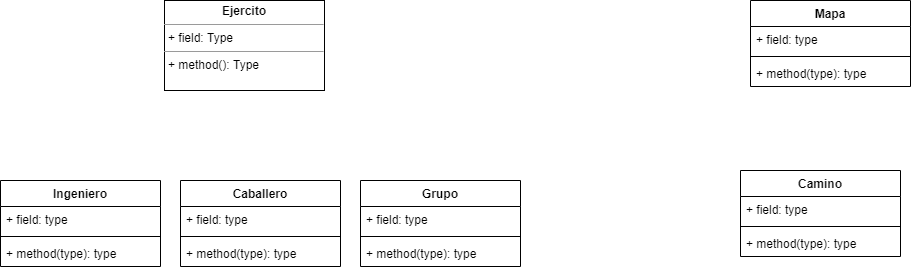 Ejercito
+ field: Type
+ method(): Type
Mapa
+ field: type
+ method(type): type
Ingeniero
+ field: type
+ method(type): type
Caballero
+ field: type
+ method(type): type
Grupo
+ field: type
+ method(type): type
Camino
+ field: type
+ method(type): type